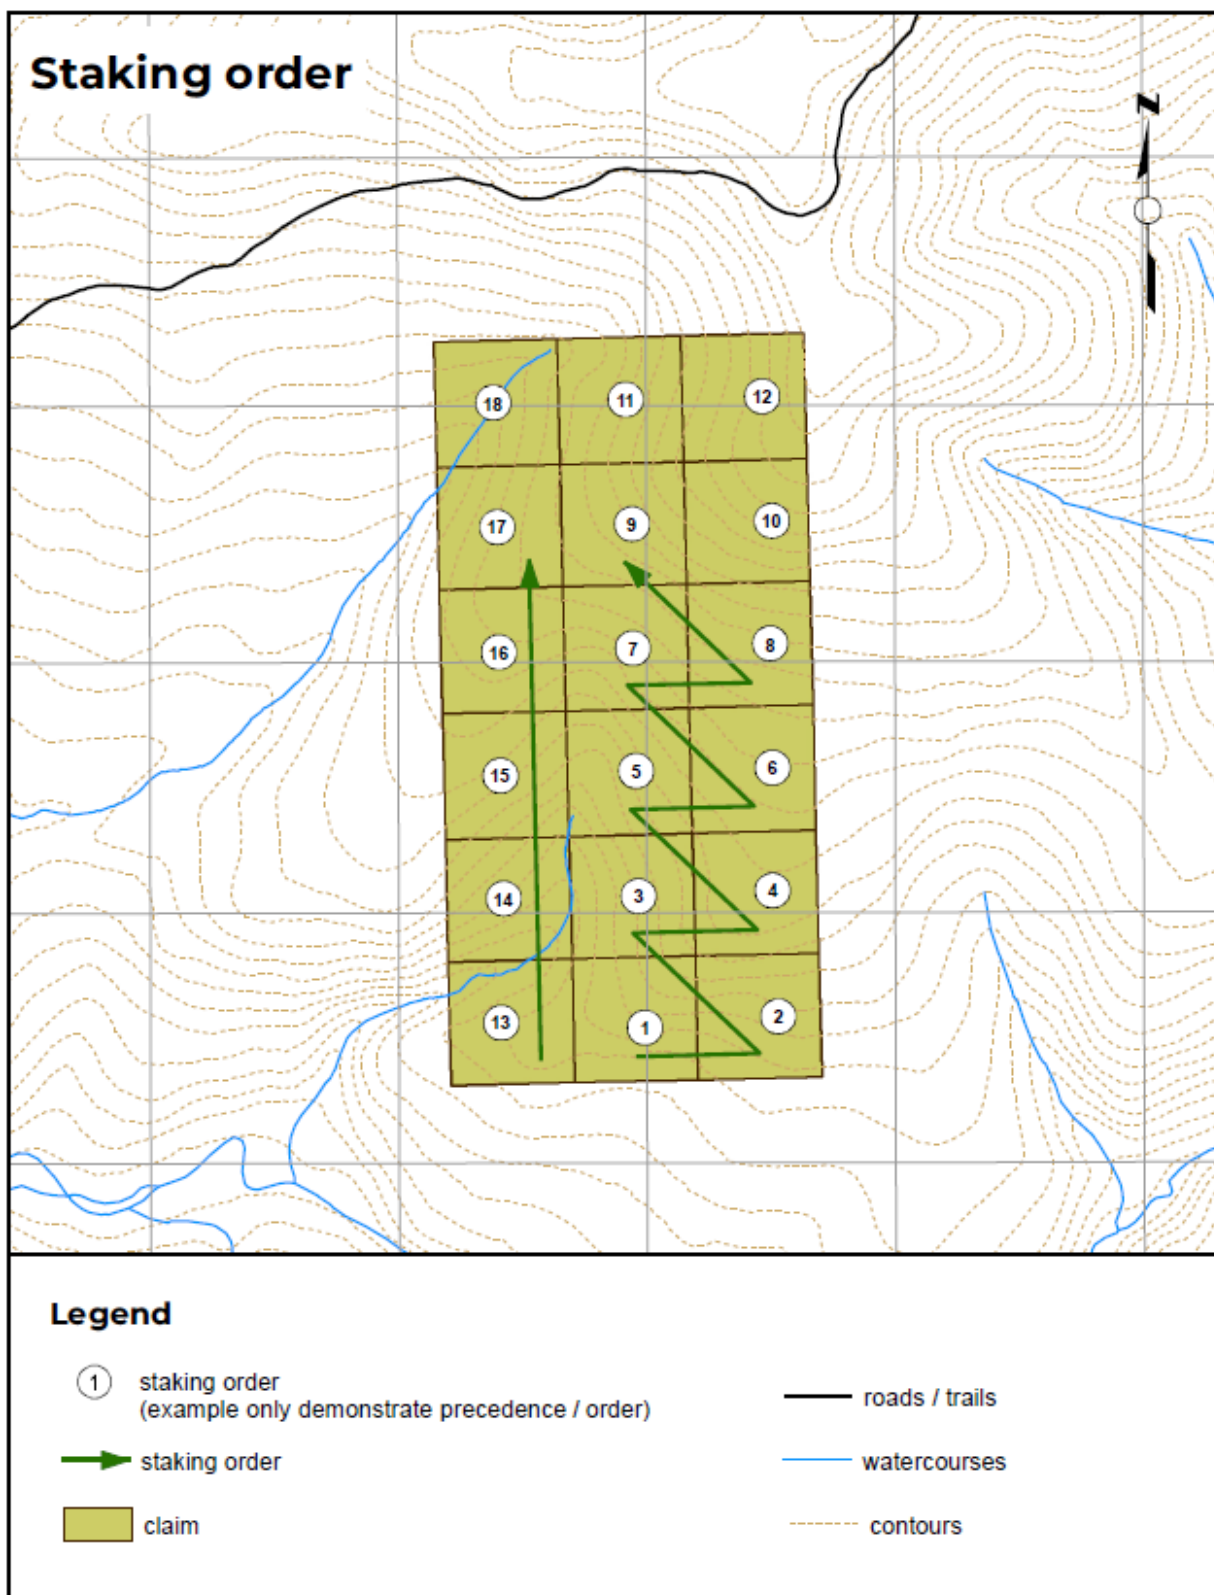 Staking order
N
18
11
12
17
9
10
16
7
8
15
5
6
14
3
4
13
1
2
Legend
1 staking order
(example only demonstrate precedence / order)
staking order
claim
roads / trails
watercourses
contours